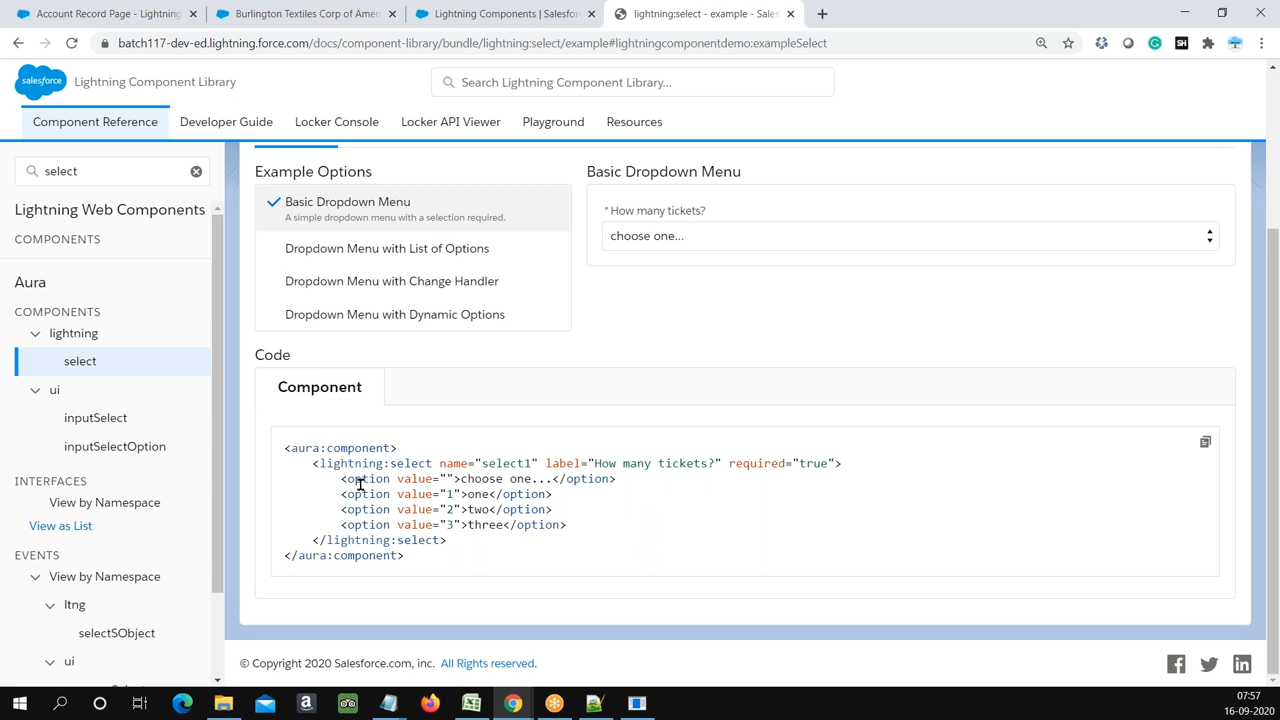 Account Record Page - Lightning
Burlington Textiles Corp of Amer
Lightning Components | Salesfor
lightning:select - example - Sales
batch117-dev-ed.lightning.force.com/docs/component-library/bundle/lightning:select/example#lightningcomponentdemo:exampleSelect
SH
salesforce
Lightning Component Library
Search Lightning Component Library...
Component Reference
Developer Guide
Locker Console
Locker API Viewer
Playground
Resources
select
Lightning Web Components
COMPONENTS
Aura
COMPONENTS
lightning
select
ui
inputSelect
inputSelectOption
INTERFACES
View by Namespace
View as List
EVENTS
View by Namespace
ltng
selectSObject
ui
Example Options
Basic Dropdown Menu
A simple dropdown menu with a selection required.
Dropdown Menu with List of Options
Dropdown Menu with Change Handler
Dropdown Menu with Dynamic Options
Basic Dropdown Menu
* How many tickets?
choose one...
Code
Component
<aura:component>
<lightning:select name="select1" label="How many tickets?" required="true">
<option value="">choose one...</option>
<option value="1">one</option>
<option value="2">two</option>
<option value="3">three</option>
</lightning:select>
</aura:component>
© Copyright 2020 Salesforce.com, inc. All Rights reserved.
07:57
16-09-2020